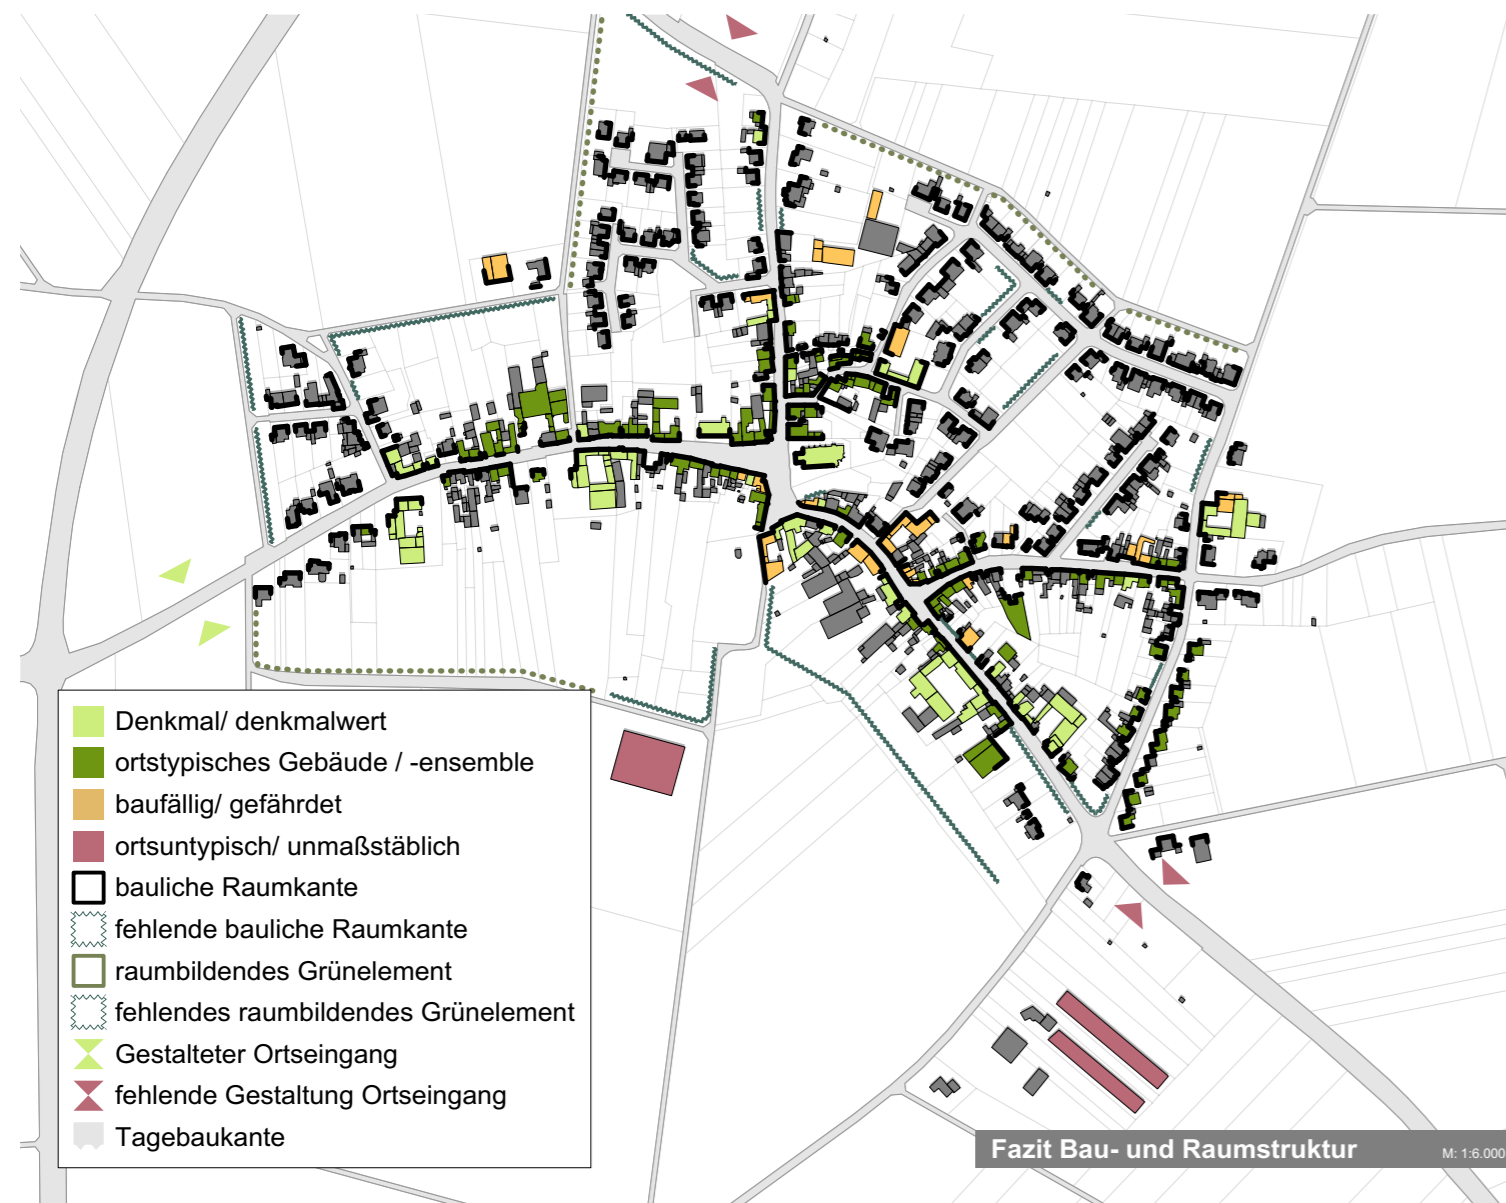 Denkmal/ denkmalwert
ortstypisches Gebäude / -ensemble
baufällig/ gefährdet
ortsuntypisch/ unmaßstäblich
bauliche Raumkante
fehlende bauliche Raumkante
raumbildendes Grünelement
fehlendes raumbildendes Grünelement
Gestalteter Ortseingang
fehlende Gestaltung Ortseingang
Tagebaukante
Fazit Bau- und Raumstruktur M: 1:6.000